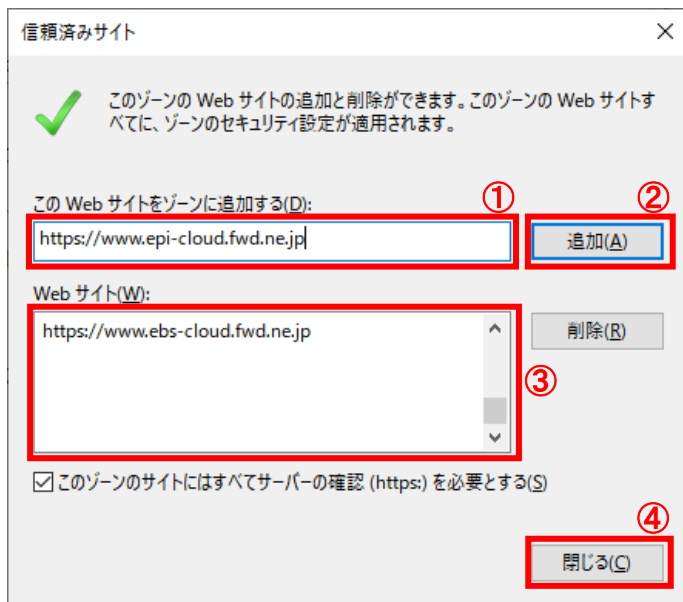 信頼済みサイト
このゾーンの Web サイトの追加と削除ができます。このゾーンの Web サイトす
べてに、ゾーンのセキュリティ設定が適用されます。
この Web サイトをゾーンに追加する(D):
①
②
https://www.epi-cloud.fwd.ne.jp
追加(A)
Web サイト(W):
https://www.ebs-cloud.fwd.ne.jp
削除(R)
③
このゾーンのサイトにはすべてサーバーの確認 (https:) を必要とする(S)
④
閉じる(C)